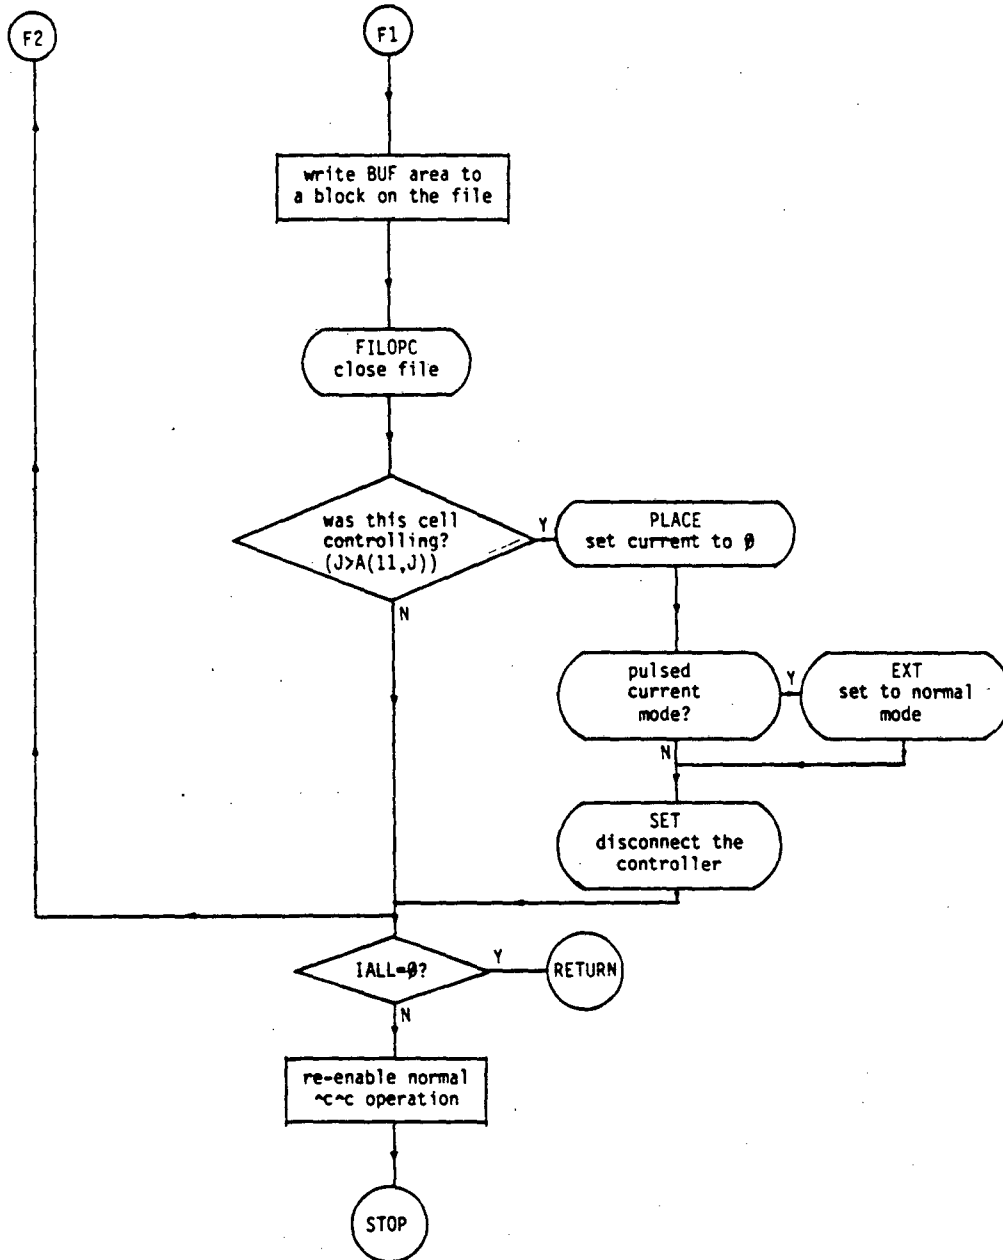 F2
F1
write BUF area to
a block on the file
FILOPC
close file
was this cell
controlling?
(J>A(11,J))
Y
PLACE
set current to Ø
N
pulsed
current
mode?
Y
EXT
set to normal
mode
N
SET
disconnect the
controller
IALL=Ø?
Y
RETURN
N
re-enable normal
^c^c operation
STOP